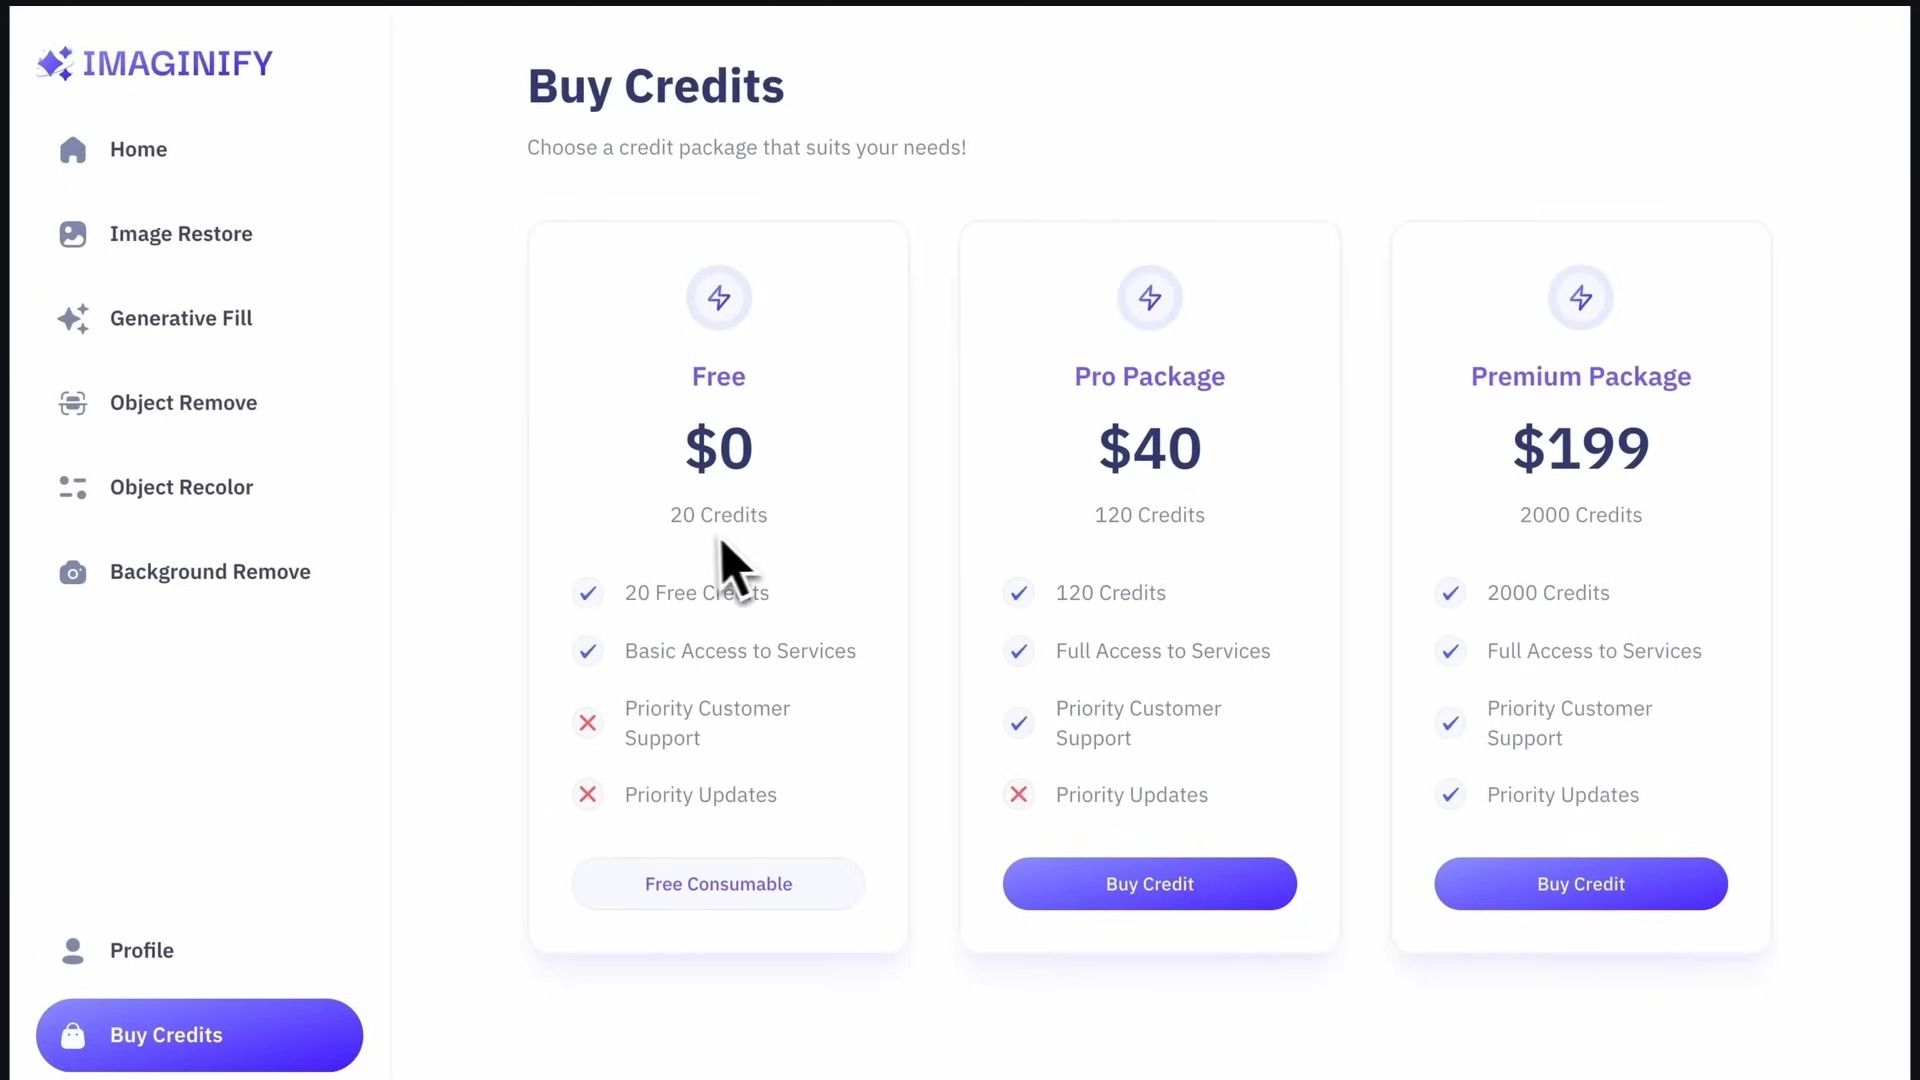 IMAGINIFY
Home
Image Restore
Generative Fill
Object Remove
Object Recolor
Background Remove
Profile
Buy Credits
Buy Credits
Choose a credit package that suits your needs!
Free
$0
20 Credits
20 Free Credits
Basic Access to Services
Priority Customer
Support
Priority Updates
Free Consumable
Pro Package
$40
120 Credits
120 Credits
Full Access to Services
Priority Customer
Support
Priority Updates
Buy Credit
Premium Package
$199
2000 Credits
2000 Credits
Full Access to Services
Priority Customer
Support
Priority Updates
Buy Credit